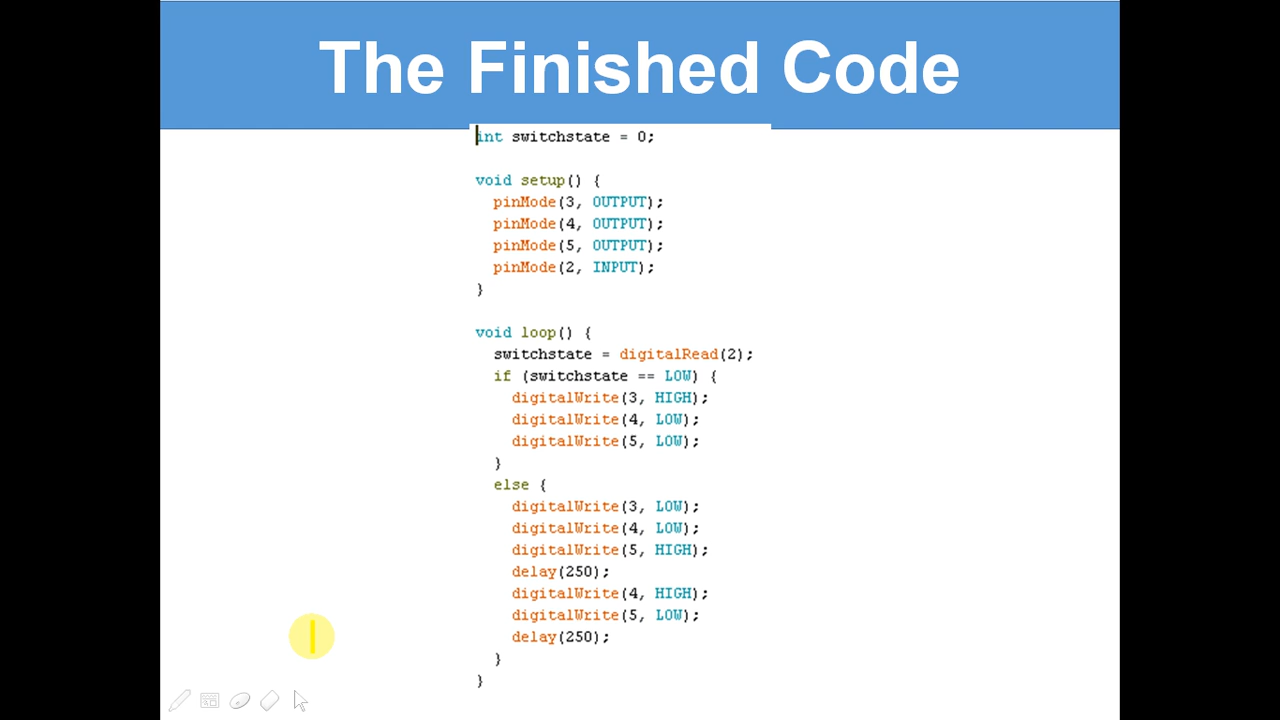 The Finished Code
int switchstate = 0;
void setup() {
pinMode(3, OUTPUT);
pinMode(4, OUTPUT);
pinMode(5, OUTPUT);
pinMode(2, INPUT);
}
void loop() {
switchstate = digitalRead(2);
if (switchstate == LOW) {
digitalWrite(3, HIGH);
digitalWrite(4, LOW);
digitalWrite(5, LOW);
}
else {
digitalWrite(3, LOW);
digitalWrite(4, LOW);
digitalWrite(5, HIGH);
delay(250);
digitalWrite(4, HIGH);
digitalWrite(5, LOW);
delay(250);
}
}